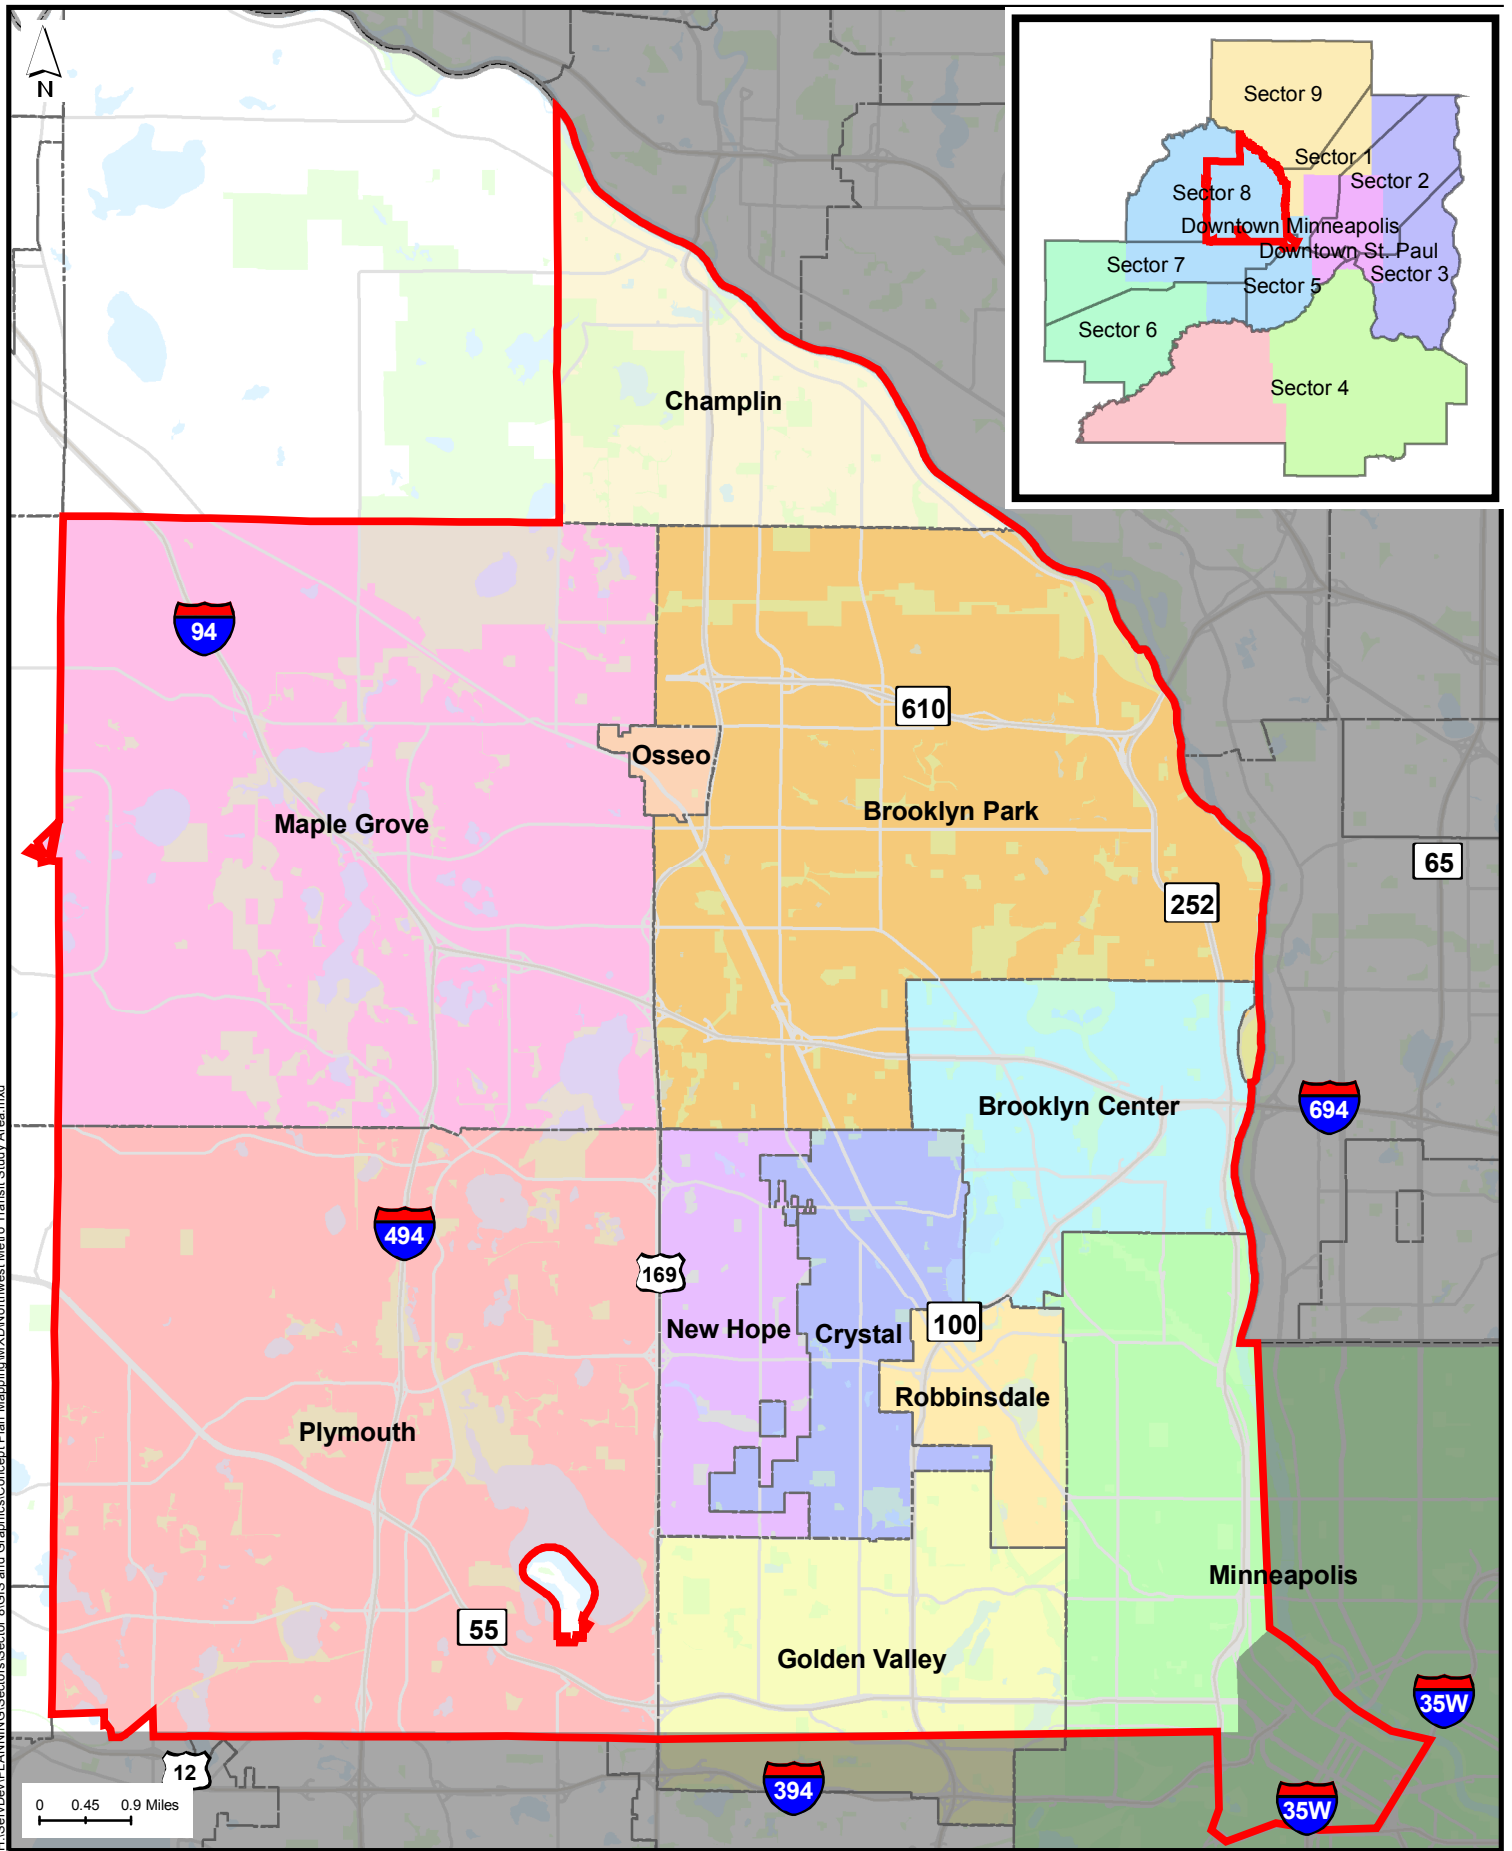 N
Sector 9
Sector 1
Sector 2
Sector 8
Downtown Minneapolis
Downtown St. Paul
Sector 7
Sector 3
Sector 5
Sector 6
Sector 4
Champlin
94
610
Osseo
Maple Grove
Brooklyn Park
65
252
694
Brooklyn Center
494
169
New Hope
Crystal
100
Robbinsdale
Plymouth
Minneapolis
55
Golden Valley
35W
12
394
35W
0 0.45 0.9 Miles